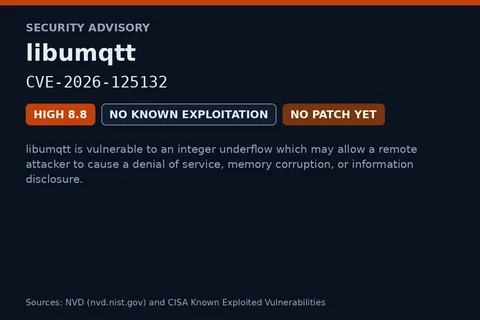 SECURITY ADVISORY
libumqtt
CVE-2026-125132
HIGH 8.8 NO KNOWN EXPLOITATION NO PATCH YET
libumqtt is vulnerable to an integer underflow which may allow a remote
attacker to cause a denial of service, memory corruption, or information
disclosure.
Sources: NVD (nvd.nist.gov) and CISA Known Exploited Vulnerabilities